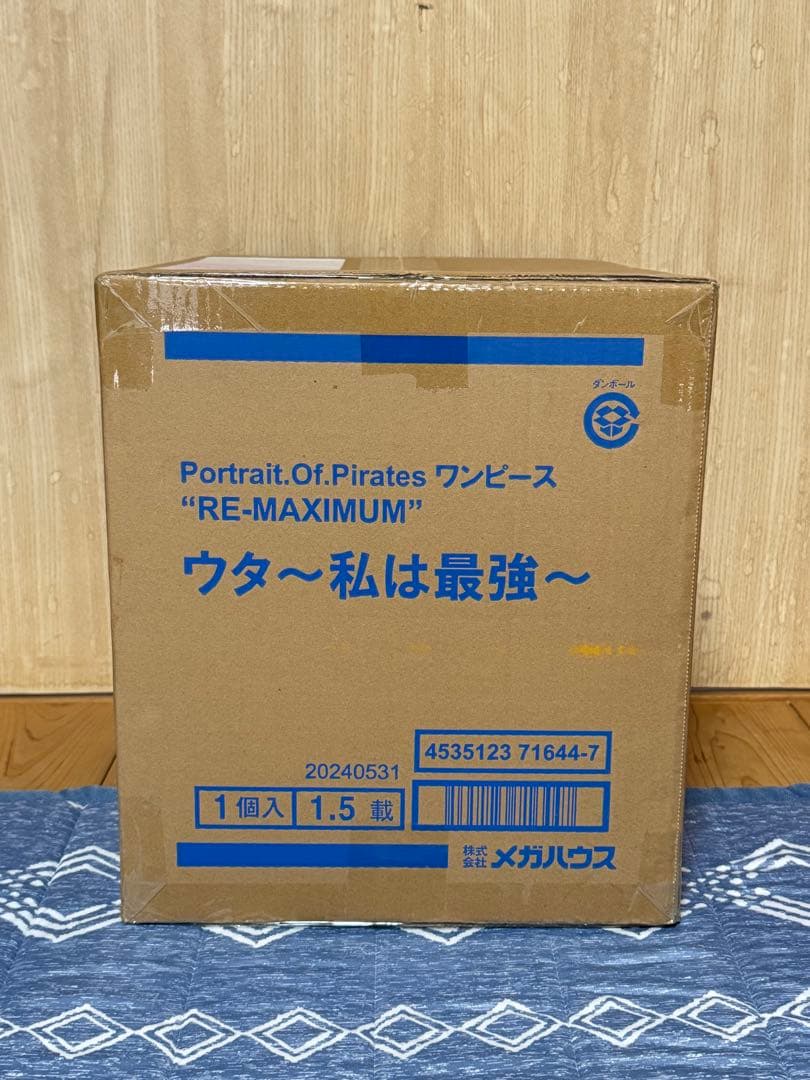 ダンボール
Portrait.Of.Pirates ワンピース
“RE-MAXIMUM”
ウタ～私は最強～
4535123 71644-7
20240531
1個入 1.5 載
株式会社 メガハウス